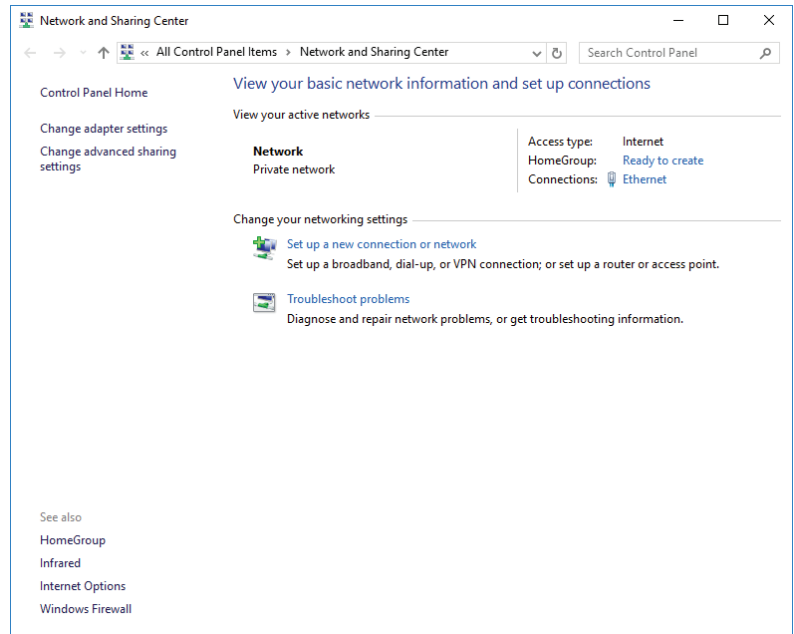 Network and Sharing Center
« All Control Panel Items > Network and Sharing Center
Search Control Panel
Control Panel Home
Change adapter settings
Change advanced sharing
settings
View your basic network information and set up connections
View your active networks
Network
Private network
Access type: Internet
HomeGroup: Ready to create
Connections: Ethernet
Change your networking settings
Set up a new connection or network
Set up a broadband, dial-up, or VPN connection; or set up a router or access point.
Troubleshoot problems
Diagnose and repair network problems, or get troubleshooting information.
See also
HomeGroup
Infrared
Internet Options
Windows Firewall